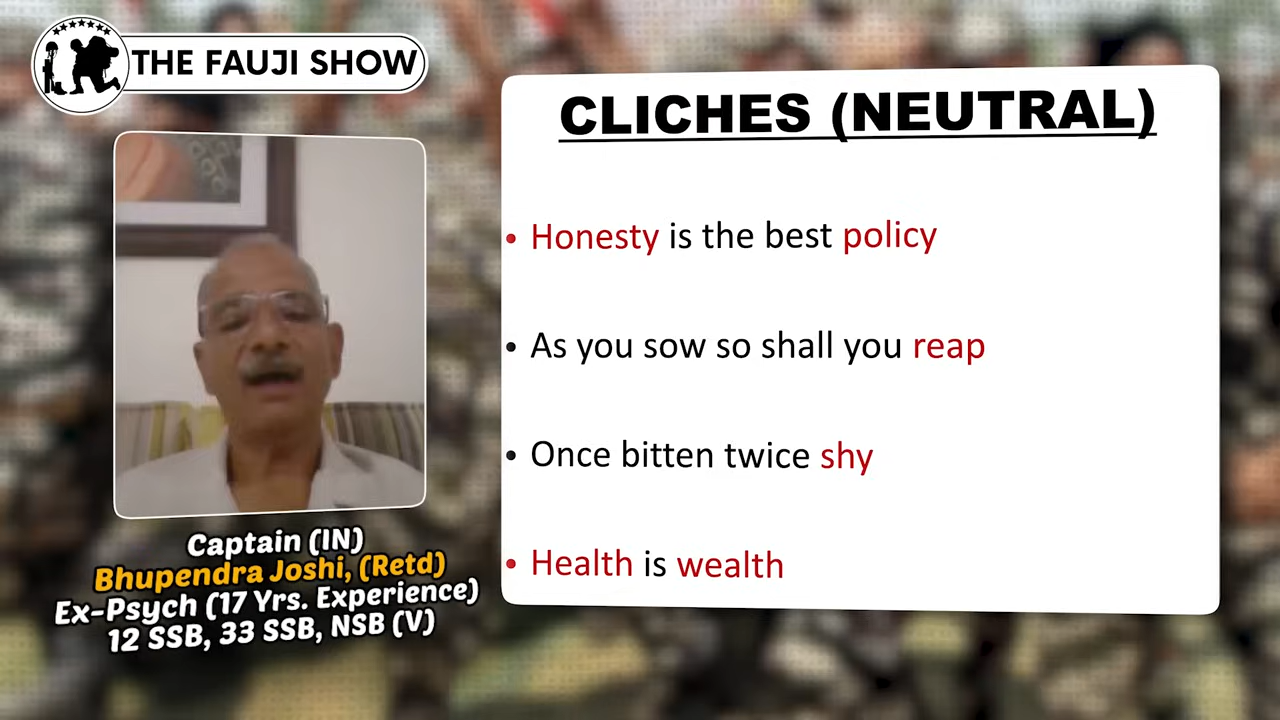 THE FAUJI SHOW
CLICHES (NEUTRAL)
• Honesty is the best policy
• As you sow so shall you reap
• Once bitten twice shy
• Health is wealth
Captain (IN)
Bhupendra Joshi, (Retd)
Ex-Psych (17 Yrs. Experience)
12 SSB, 33 SSB, NSB (V)